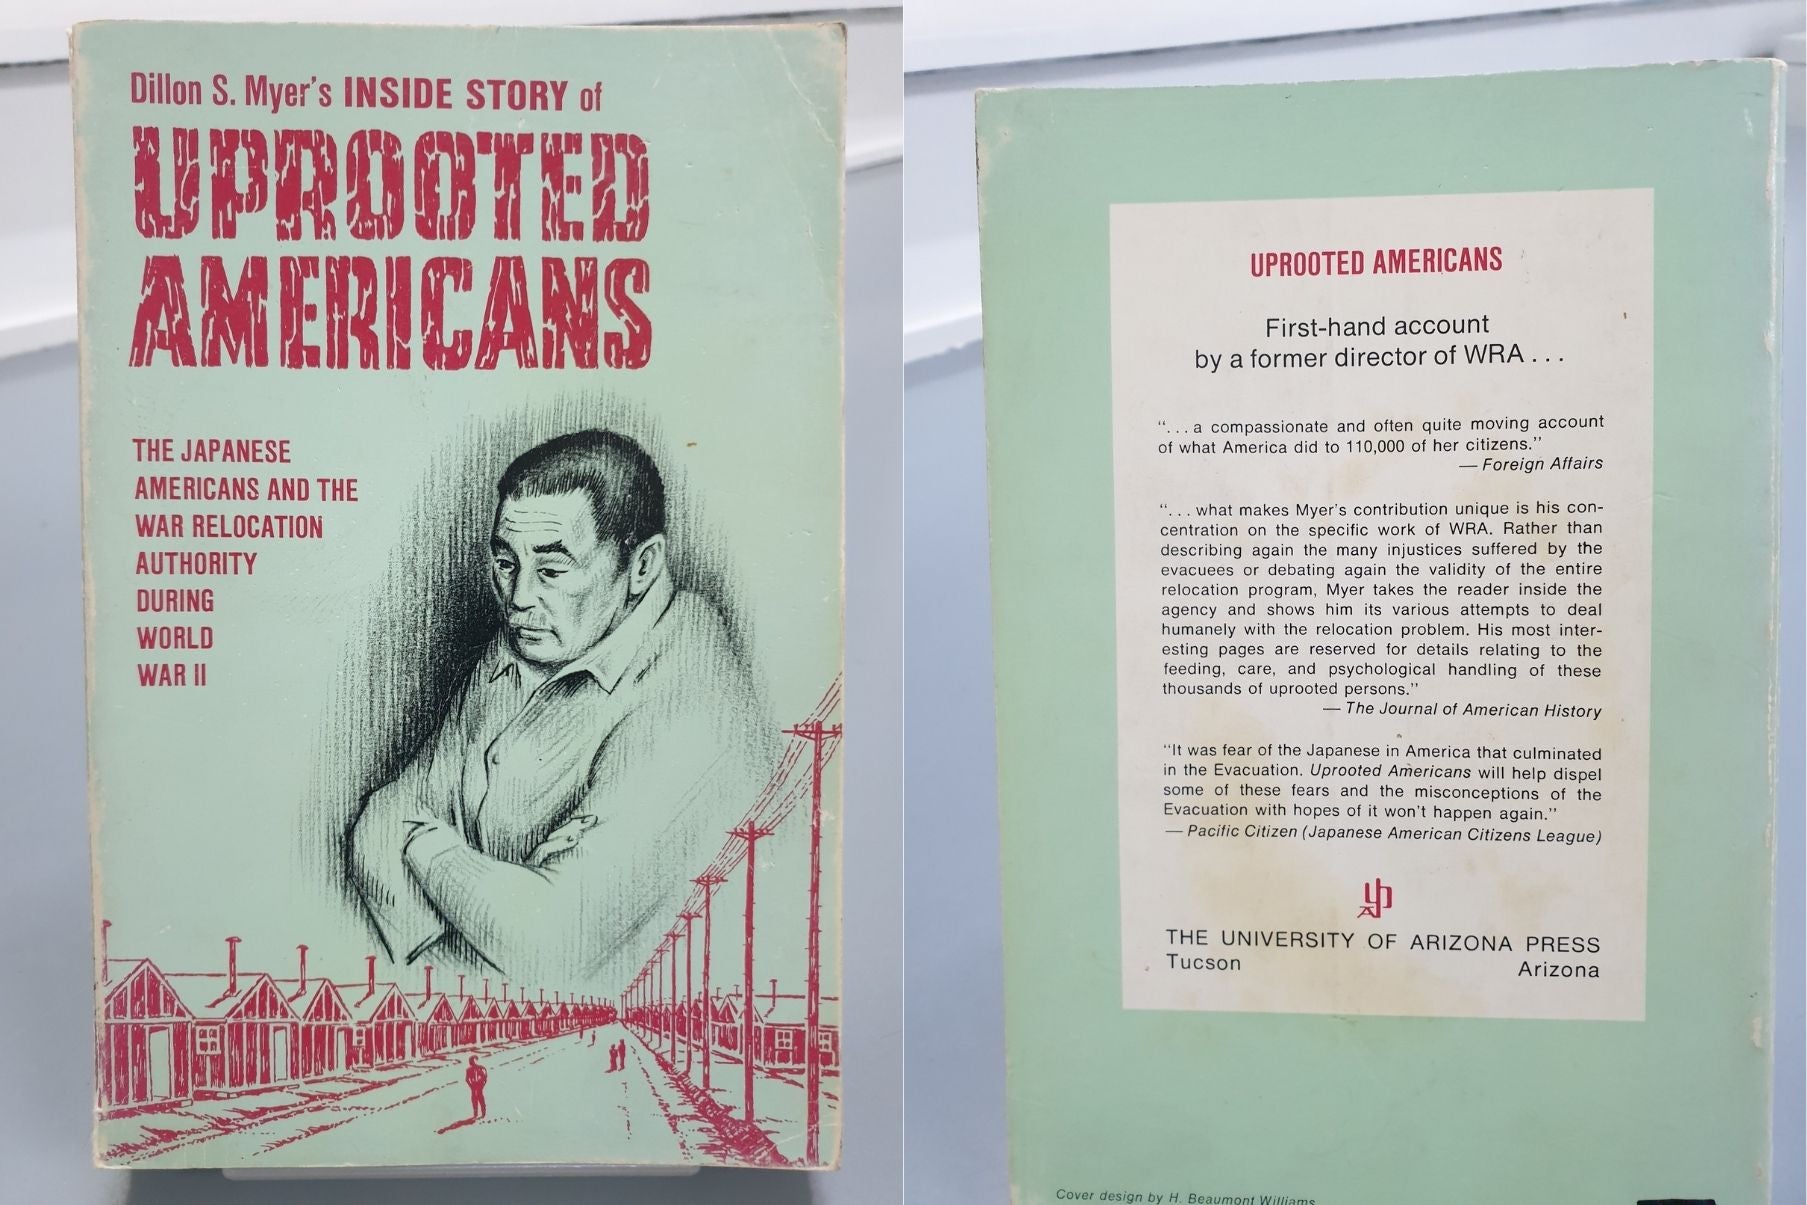 Dillon S. Myer's INSIDE STORY of
UPROOTED
AMERICANS
THE JAPANESE
AMERICANS AND THE
WAR RELOCATION
AUTHORITY
DURING
WORLD
WAR II
UPROOTED AMERICANS
First-hand account
by a former director of WRA . . .
". . . a compassionate and often quite moving account
of what America did to 110,000 of her citizens."
— Foreign Affairs
". . . what makes Myer's contribution unique is his con-
centration on the specific work of WRA. Rather than
describing again the many injustices suffered by the
evacuees or debating again the validity of the entire
relocation program, Myer takes the reader inside the
agency and shows him its various attempts to deal
humanely with the relocation problem. His most inter-
esting pages are reserved for details relating to the
feeding, care, and psychological handling of these
thousands of uprooted persons."
— The Journal of American History
"It was fear of the Japanese in America that culminated
in the Evacuation. Uprooted Americans will help dispel
some of these fears and the misconceptions of the
Evacuation with hopes of it won't happen again."
— Pacific Citizen (Japanese American Citizens League)
THE UNIVERSITY OF ARIZONA PRESS
Tucson Arizona
Cover design by H. Beaumont Williams